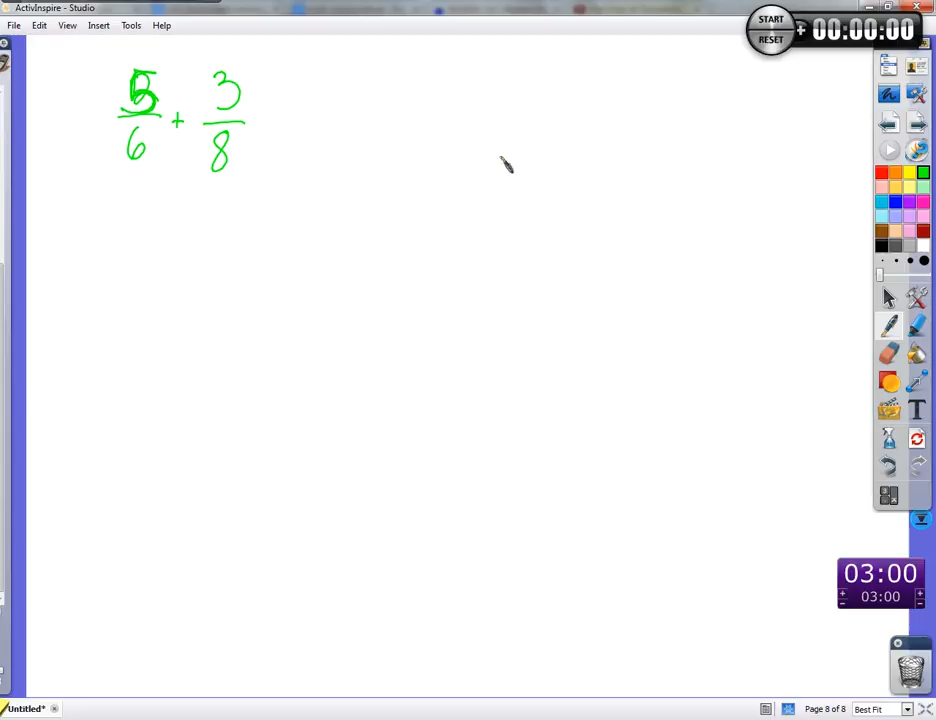 ActivInspire - Studio
START
RESET
00:00:00
File Edit View Insert Tools Help
5/6 + 3/8
T
03:00
03:00
Untitled*
Page 8 of 8
Best Fit